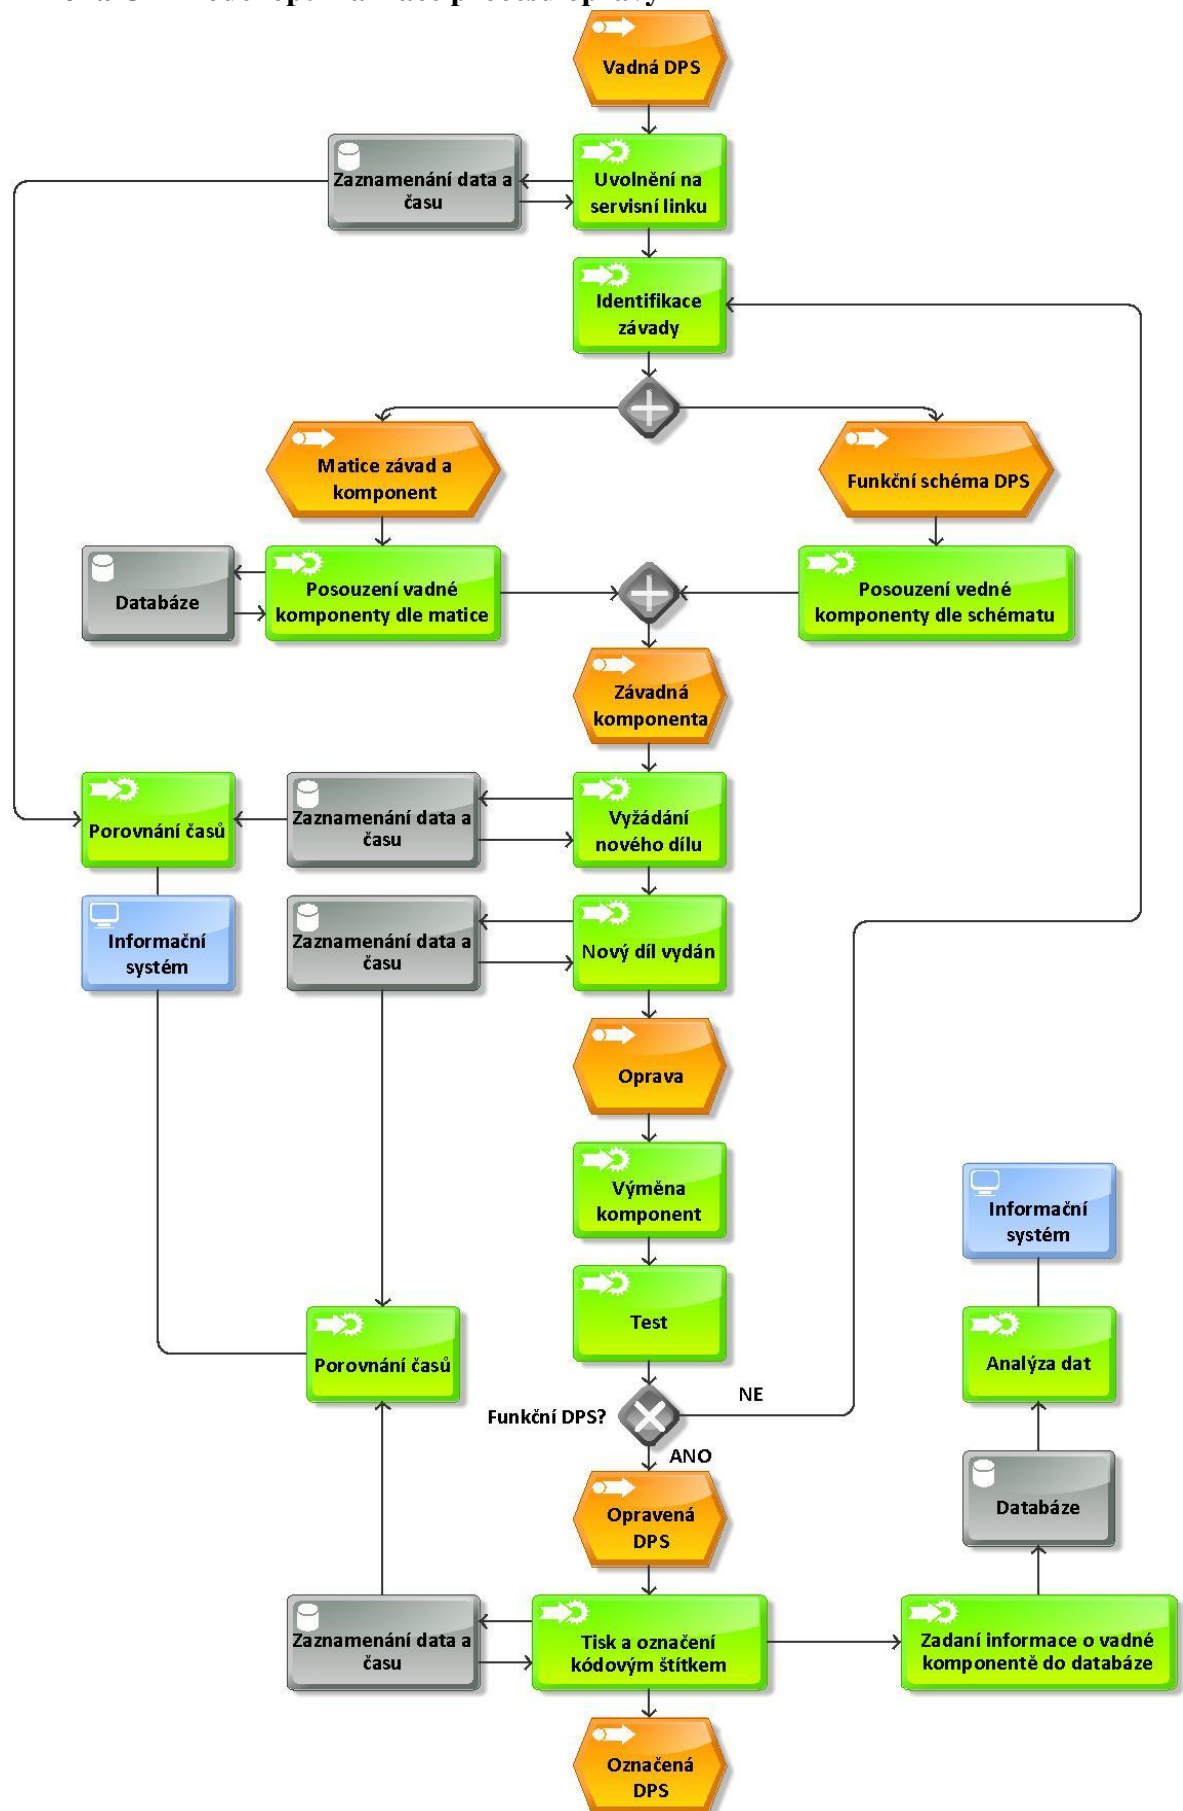 Vadná DPS
Zaznamenání data a
času
Uvolnění na
servisní linku
Identifikace
závady
Matice závad a
komponent
Funkční schéma DPS
Databáze
Posouzení vadné
komponenty dle matice
Posouzení vedné
komponenty dle schématu
Závadná
komponenta
Porovnání časů
Zaznamenání data a
času
Vyžádání
nového dílu
Informační
systém
Zaznamenání data a
času
Nový díl vydán
Oprava
Výměna
komponent
Informační
systém
Test
Porovnání časů
Analýza dat
NE
Funkční DPS?
ANO
Opravená
DPS
Databáze
Zaznamenání data a
času
Tisk a označení
kódovým štítkem
Zadaní informace o vadné
komponentě do databáze
Označená
DPS